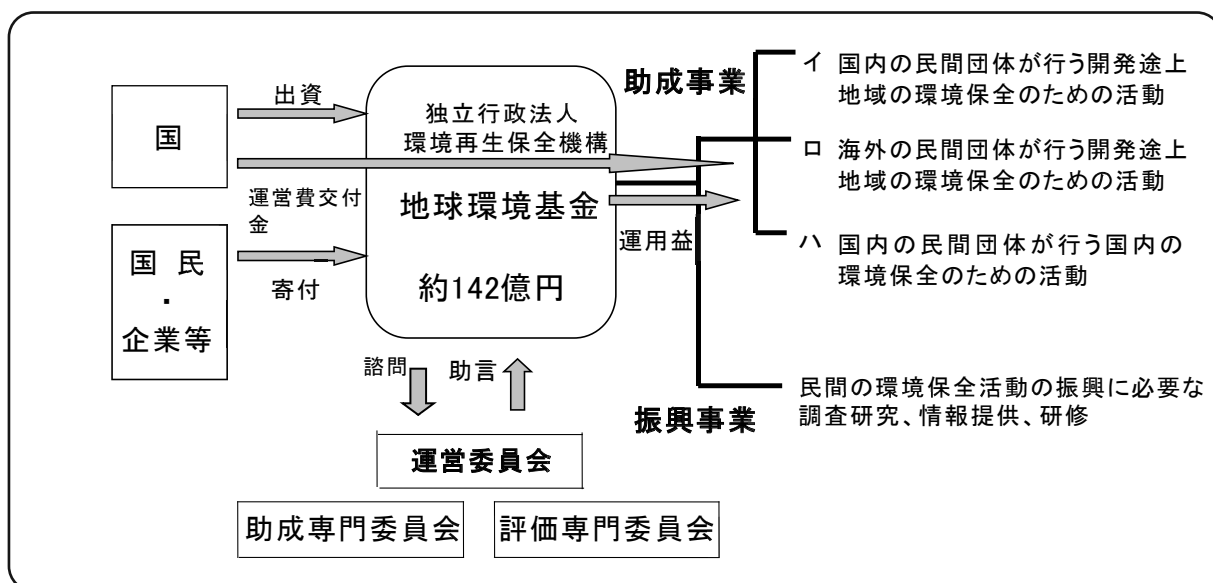 国
国 民
・
企業等
出資
運営費交付
金
寄付
独立行政法人
環境再生保全機構
地球環境基金
約142億円
運用益
諮問
助言
運営委員会
助成専門委員会
評価専門委員会
助成事業
イ 国内の民間団体が行う開発途上
地域の環境保全のための活動
ロ 海外の民間団体が行う開発途上
地域の環境保全のための活動
ハ 国内の民間団体が行う国内の
環境保全のための活動
振興事業
民間の環境保全活動の振興に必要な
調査研究、情報提供、研修